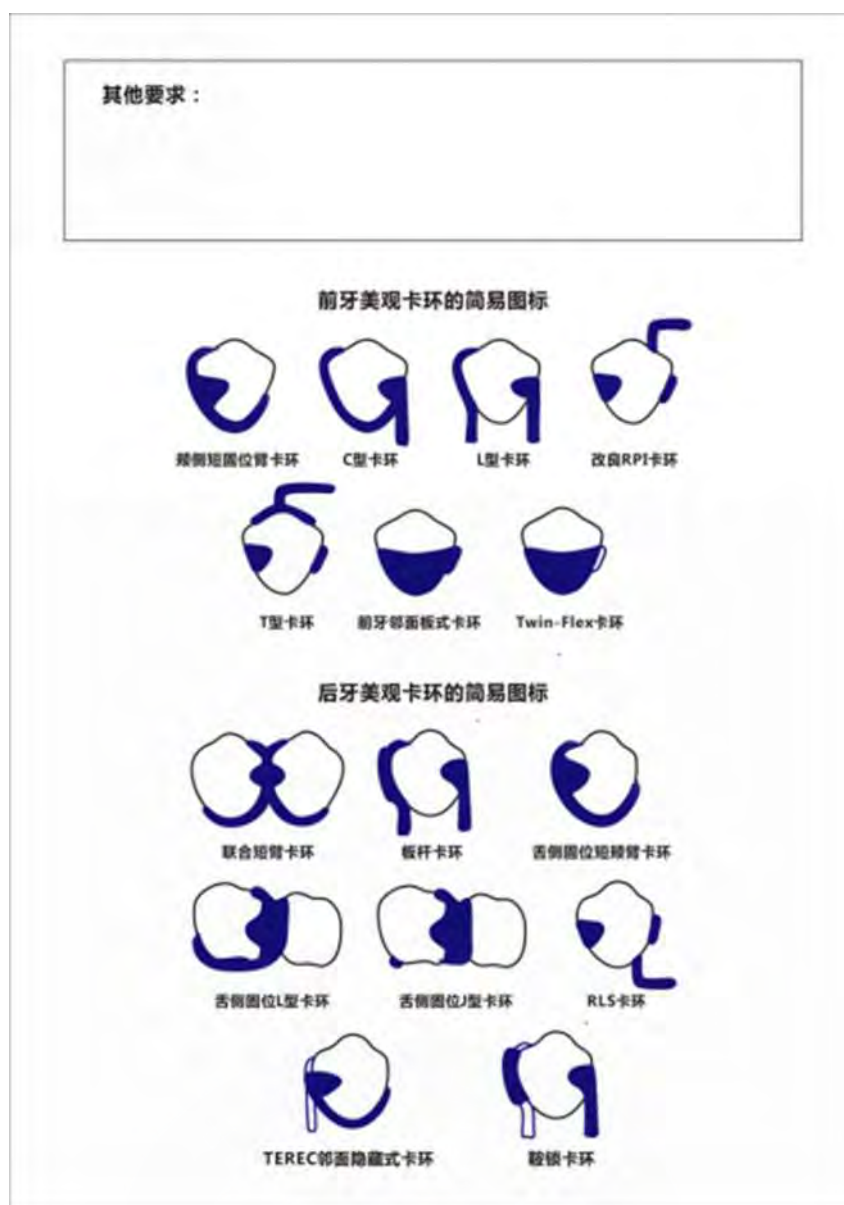 其他要求：
前牙美观卡环的简易图标
颊侧短固位臂卡环 C型卡环 L型卡环 改良RPI卡环
T型卡环 前牙邻面板式卡环 Twin-Flex卡环
后牙美观卡环的简易图标
联合短臂卡环 板杆卡环 舌侧固位短颊臂卡环
舌侧固位L型卡环 舌侧固位J型卡环 RLS卡环
TEREC邻面隐藏式卡环 鞍锁卡环